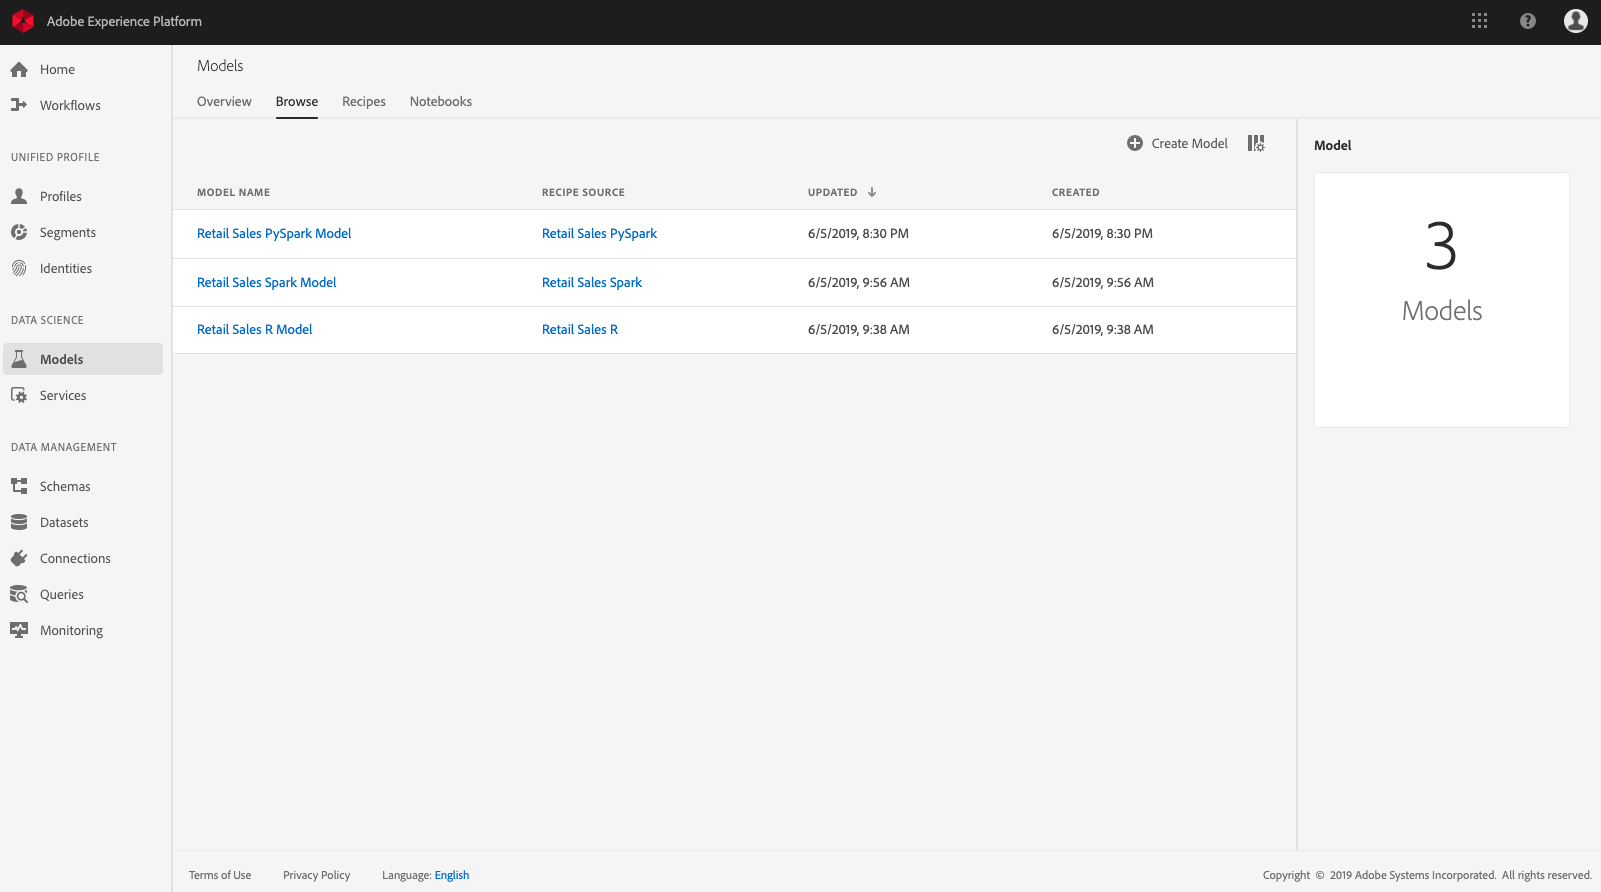 Adobe Experience Platform
?
Home
Workflows
UNIFIED PROFILE
Profiles
Segments
Identities
DATA SCIENCE
Models
Services
DATA MANAGEMENT
Schemas
Datasets
Connections
Queries
Monitoring
Models
Overview Browse Recipes Notebooks
Create Model
MODEL NAME RECIPE SOURCE UPDATED CREATED
Retail Sales PySpark Model Retail Sales PySpark 6/5/2019, 8:30 PM 6/5/2019, 8:30 PM
Retail Sales Spark Model Retail Sales Spark 6/5/2019, 9:56 AM 6/5/2019, 9:56 AM
Retail Sales R Model Retail Sales R 6/5/2019, 9:38 AM 6/5/2019, 9:38 AM
Model
3
Models
Terms of Use Privacy Policy Language: English
Copyright © 2019 Adobe Systems Incorporated. All rights reserved.